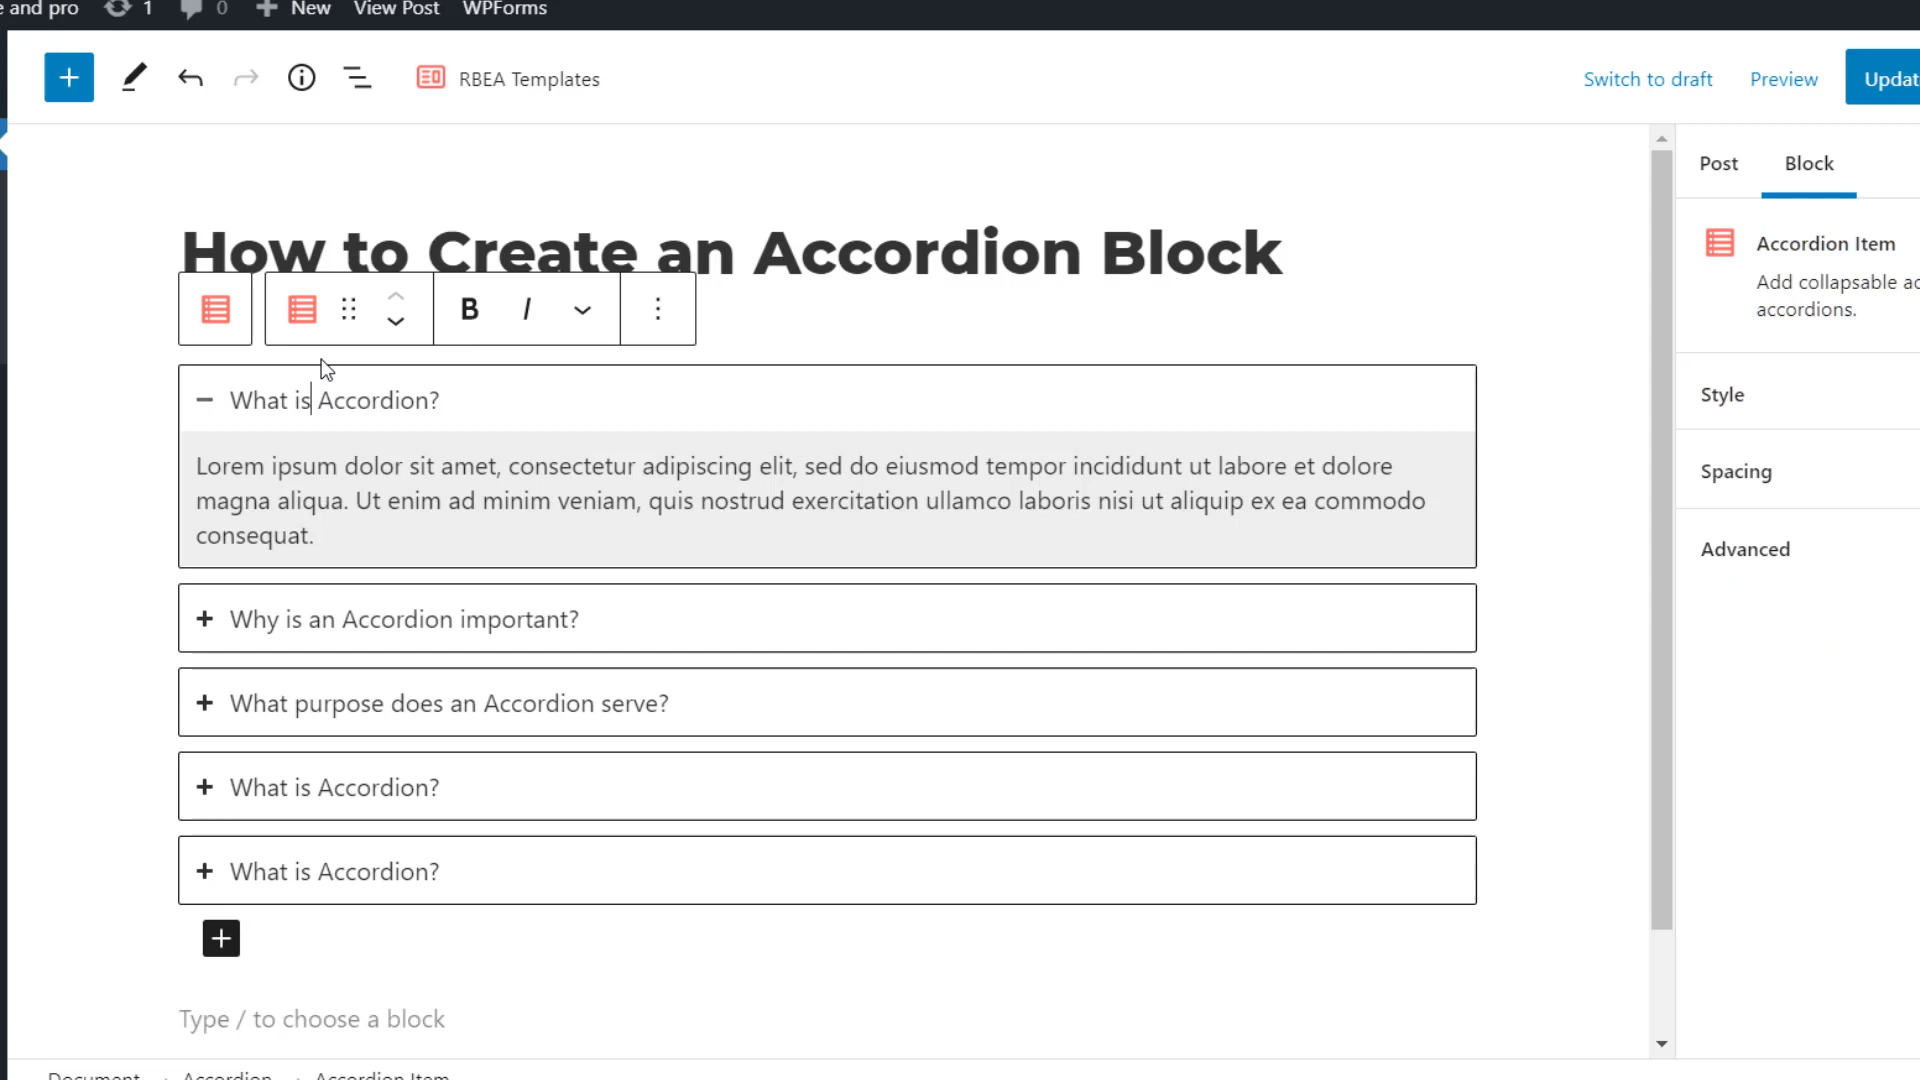 e and pro 1 0 New View Post WPForms
RBEA Templates
Switch to draft Preview Updat
Post Block
How to Create an Accordion Block
B I
Accordion Item
Add collapsable ac
accordions.
What is Accordion?
Lorem ipsum dolor sit amet, consectetur adipiscing elit, sed do eiusmod tempor incididunt ut labore et dolore
magna aliqua. Ut enim ad minim veniam, quis nostrud exercitation ullamco laboris nisi ut aliquip ex ea commodo
consequat.
Style
Spacing
Advanced
Why is an Accordion important?
What purpose does an Accordion serve?
What is Accordion?
What is Accordion?
Type / to choose a block
Document → Accordion → Accordion Item